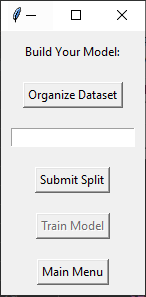 Build Your Model:
Organize Dataset
Submit Split
Train Model
Main Menu